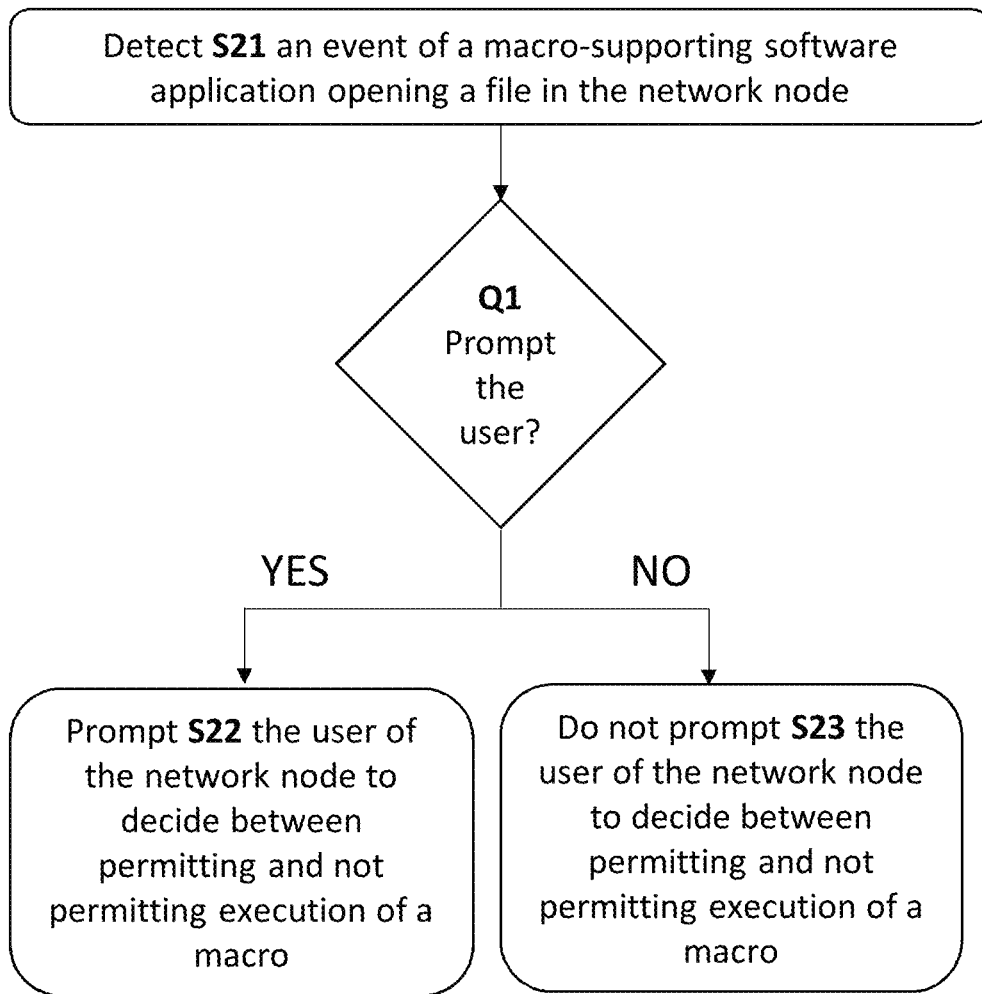 Detect S21 an event of a macro-supporting software
application opening a file in the network node
Q1
Prompt
the
user?
YES
NO
Prompt S22 the user of
the network node to
decide between
permitting and not
permitting execution of a
macro
Do not prompt S23 the
user of the network node
to decide between
permitting and not
permitting execution of a
macro